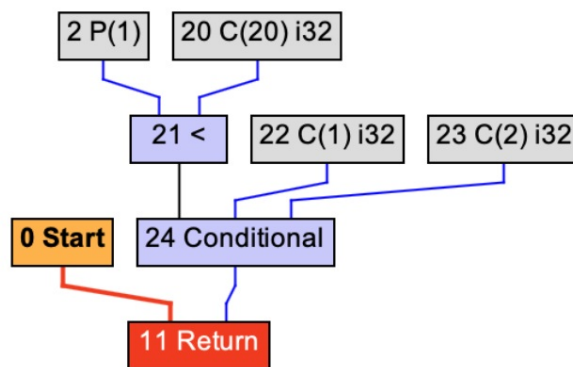 2 P(1)
20 C(20) i32
21 <
22 C(1) i32
23 C(2) i32
0 Start
24 Conditional
11 Return